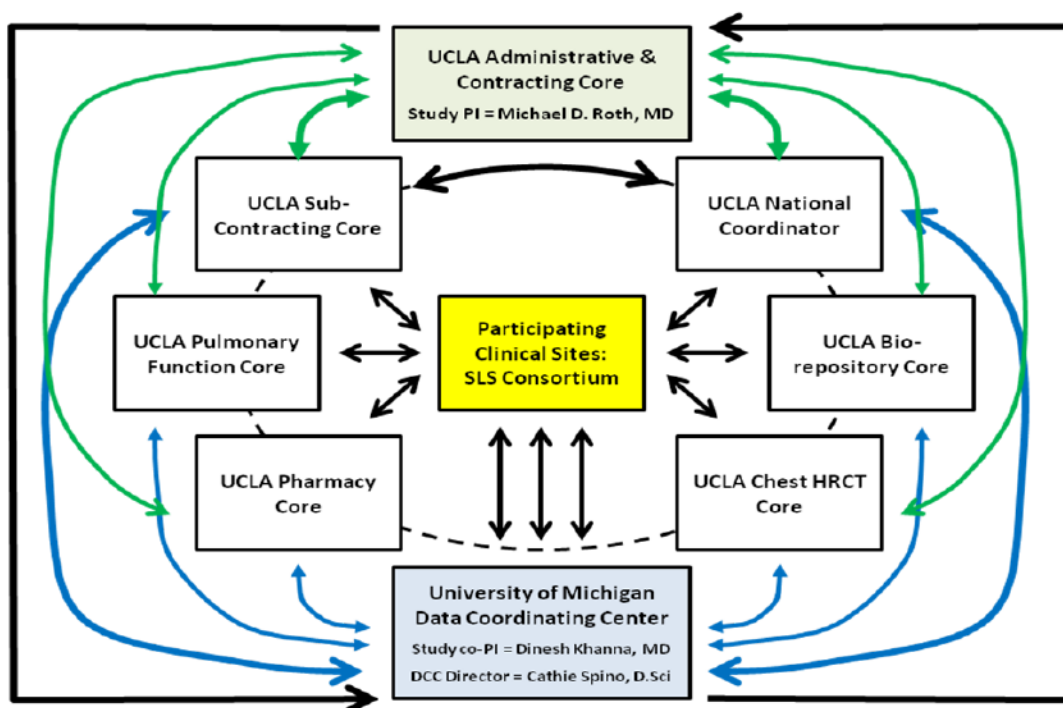 UCLA Administrative &
Contracting Core
Study PI = Michael D. Roth, MD
UCLA Sub-
Contracting Core
UCLA National
Coordinator
UCLA Pulmonary
Function Core
Participating
Clinical Sites:
SLS Consortium
UCLA Bio-
repository Core
UCLA Pharmacy
Core
UCLA Chest HRCT
Core
University of Michigan
Data Coordinating Center
Study co-PI = Dinesh Khanna, MD
DCC Director = Cathie Spino, D.Sci